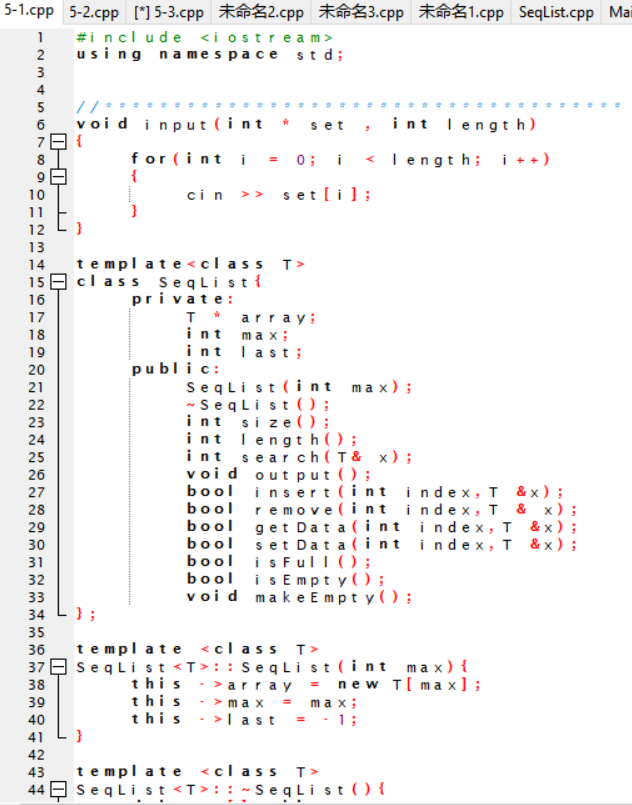 5-1.cpp 5-2.cpp [*] 5-3.cpp 未命名2.cpp 未命名3.cpp 未命名1.cpp SeqList.cpp
1 #include <iostream>
2 using namespace std;
3
4
5 //**************************************
6 void input(int * set , int length)
7 {
8 for(int i = 0; i < length; i++)
9 {
10 cin >> set[i];
11 }
12 }
13
14 template<class T>
15 class SeqList{
16 private:
17 T * array;
18 int max;
19 int last;
20 public:
21 SeqList(int max);
22 ~SeqList();
23 int size();
24 int length();
25 int search(T& x);
26 void output();
27 bool insert(int index,T &x);
28 bool remove(int index,T & x);
29 bool getData(int index,T &x);
30 bool setData(int index,T &x);
31 bool isFull();
32 bool isEmpty();
33 void makeEmpty();
34 };
35
36 template <class T>
37 SeqList<T>::SeqList(int max){
38 this ->array = new T[max];
39 this ->max = max;
40 this ->last = -1;
41 }
42
43 template <class T>
44 SeqList<T>::~SeqList(){